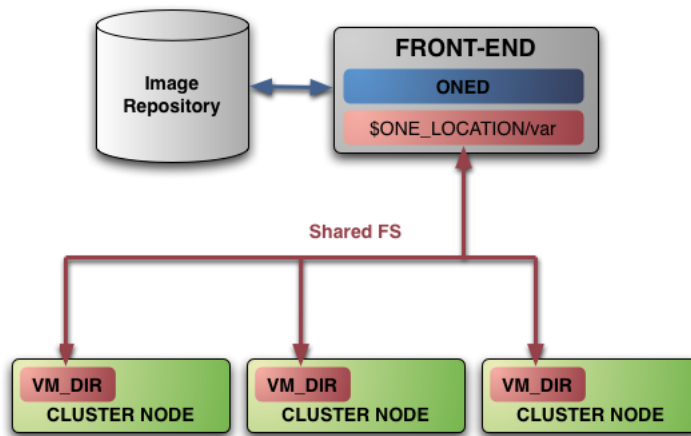 Image
Repository
FRONT-END
ONED
$ONE_LOCATION/var
Shared FS
VM_DIR
CLUSTER NODE
VM_DIR
CLUSTER NODE
VM_DIR
CLUSTER NODE